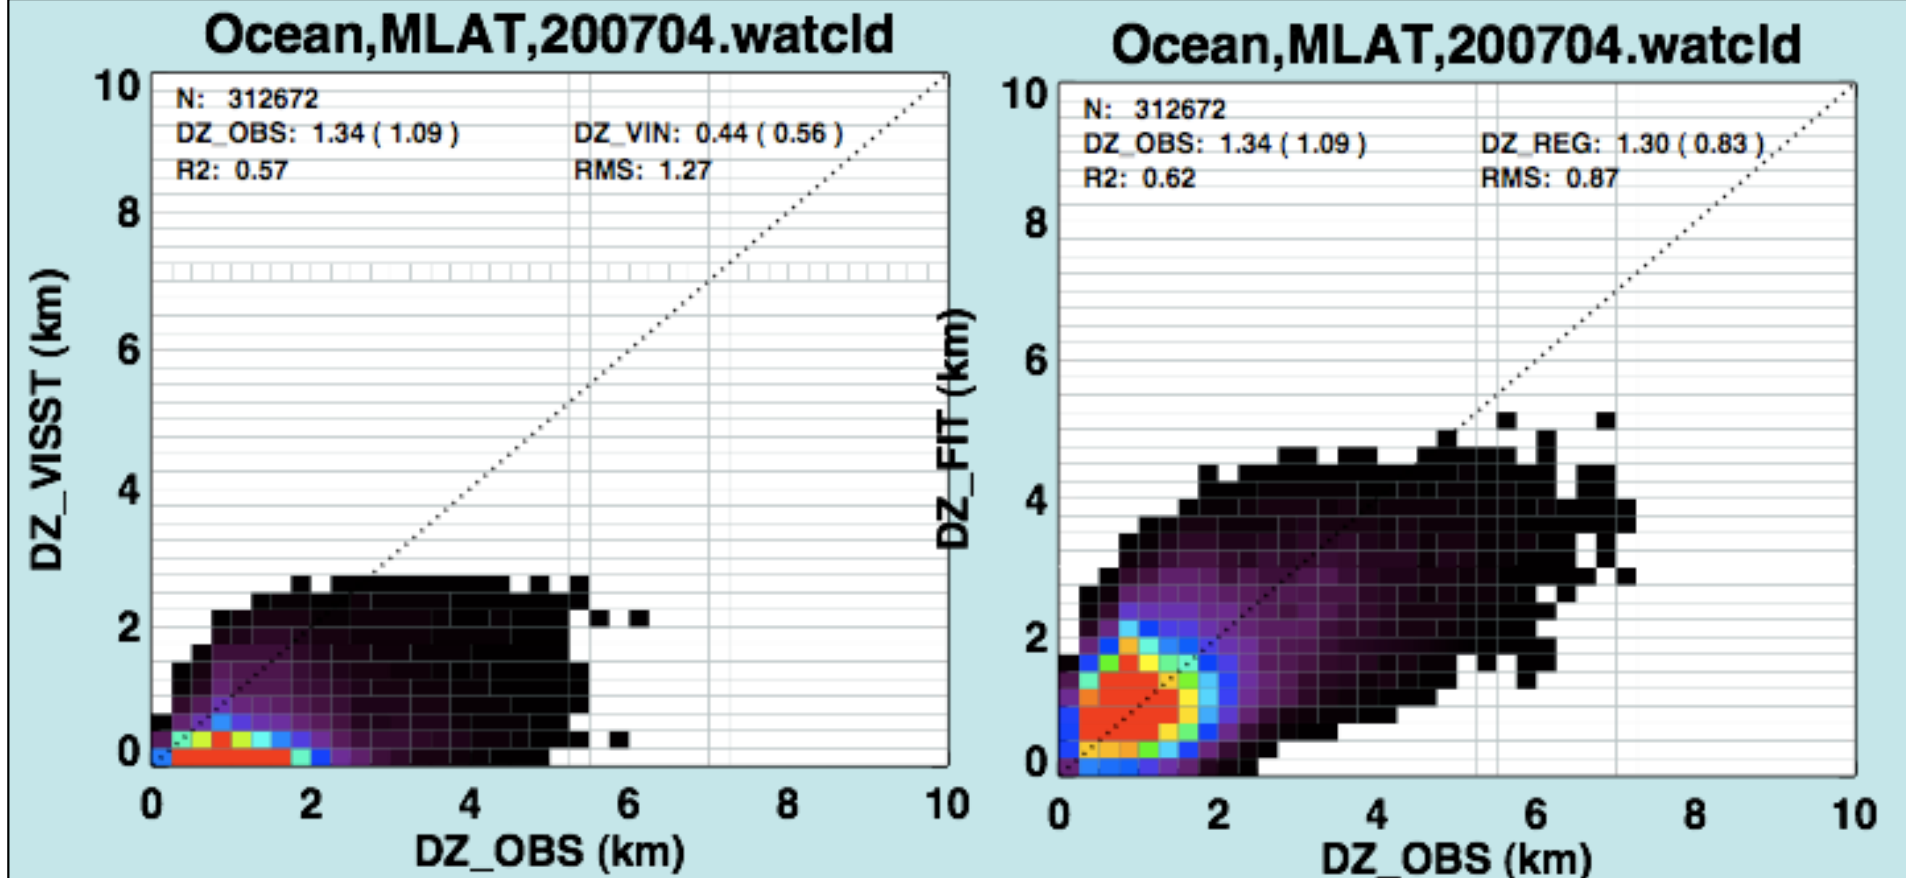 Ocean,MLAT,200704.watcld
N: 312672
DZ_OBS: 1.34 ( 1.09 ) DZ_VIN: 0.44 ( 0.56 )
R2: 0.57 RMS: 1.27
10
8
6
4
2
0
DZ_VISST (km)
0 2 4 6 8 10
DZ_OBS (km)
Ocean,MLAT,200704.watcld
N: 312672
DZ_OBS: 1.34 ( 1.09 ) DZ_REG: 1.30 ( 0.83 )
R2: 0.62 RMS: 0.87
10
8
6
4
2
0
DZ_FIT (km)
0 2 4 6 8 10
DZ_OBS (km)